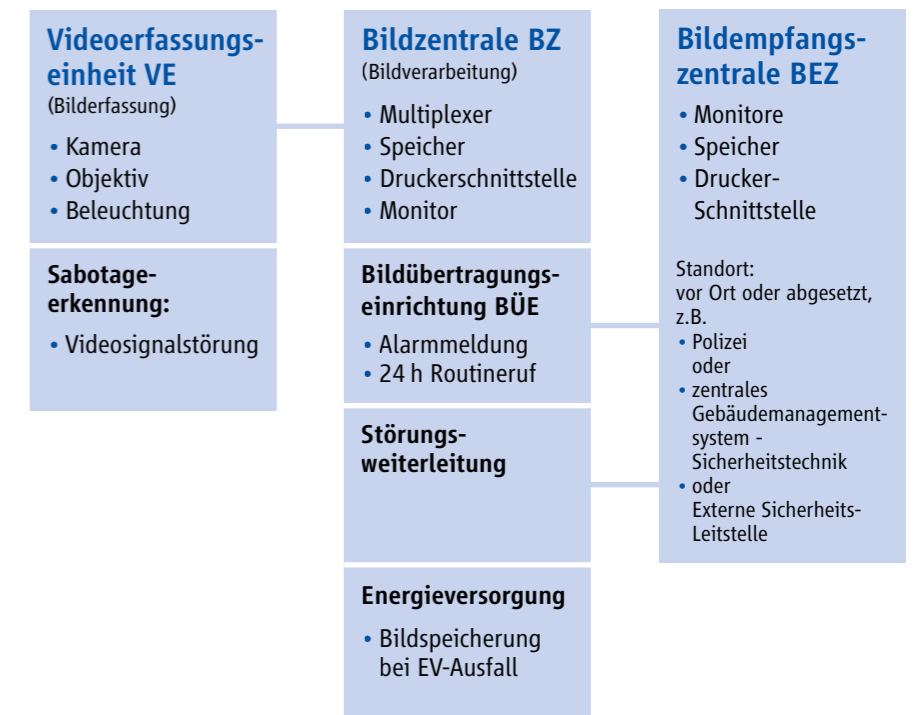 Videoerfassungs-
einheit VE
(Bilderfassung)
• Kamera
• Objektiv
• Beleuchtung
Sabotage-
erkennung:
• Videosignalstörung
Bildzentrale BZ
(Bildverarbeitung)
• Multiplexer
• Speicher
• Druckerschnittstelle
• Monitor
Bildübertragungs-
einrichtung BÜE
• Alarmmeldung
• 24 h Routineruf
Störungs-
weiterleitung
Energieversorgung
• Bildspeicherung
bei EV-Ausfall
Bildempfangs-
zentrale BEZ
• Monitore
• Speicher
• Drucker-
Schnittstelle
Standort:
vor Ort oder abgesetzt,
z.B.
• Polizei
oder
• zentrales
Gebäudemanagement-
system -
Sicherheitstechnik
• oder
Externe Sicherheits-
Leitstelle